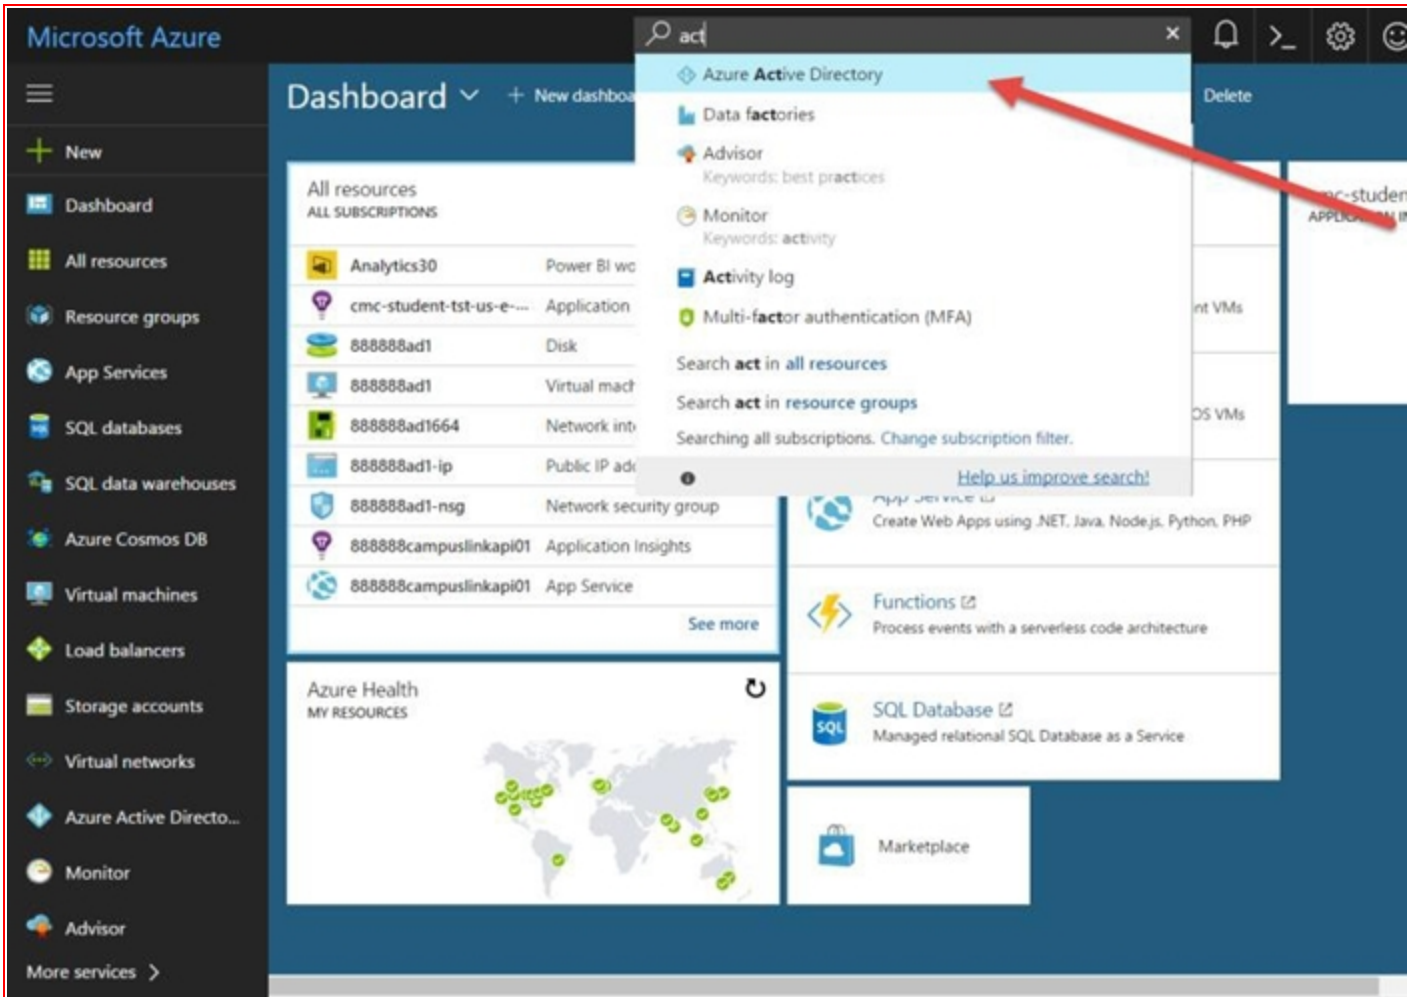 Microsoft Azure
act
New
Dashboard
All resources
Resource groups
App Services
SQL databases
SQL data warehouses
Azure Cosmos DB
Virtual machines
Load balancers
Storage accounts
Virtual networks
Azure Active Directo...
Monitor
Advisor
More services
Dashboard
+ New dashboa
Delete
Azure Active Directory
Data factories
Advisor
Keywords: best practices
Monitor
Keywords: activity
Activity log
Multi-factor authentication (MFA)
Search act in all resources
Search act in resource groups
Searching all subscriptions. Change subscription filter.
Help us improve search!
All resources
ALL SUBSCRIPTIONS
Analytics30 Power BI wo
cmc-student-tst-us-e-... Application
888888ad1 Disk
888888ad1 Virtual mach
888888ad1664 Network int
888888ad1-ip Public IP add
888888ad1-nsg Network security group
888888campuslinkapi01 Application Insights
888888campuslinkapi01 App Service
See more
Azure Health
MY RESOURCES
nt VMs
OS VMs
App Service
Create Web Apps using .NET, Java, Node.js, Python, PHP
Functions
Process events with a serverless code architecture
SQL
SQL Database
Managed relational SQL Database as a Service
Marketplace
mc-studen